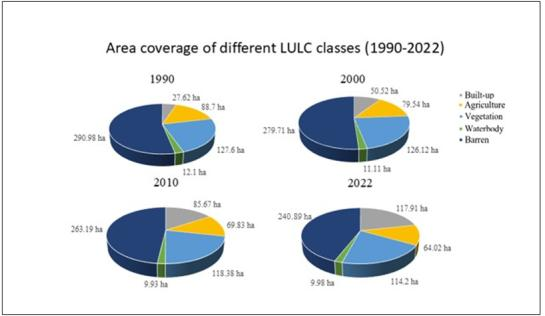 Area coverage of different LULC classes (1990-2022)
1990
27.62 ha
88.7 ha
290.98 ha
127.6 ha
12.1 ha
2000
50.52 ha
79.54 ha
279.71 ha
126.12 ha
11.11 ha
Built-up
Agriculture
Vegetation
Waterbody
Barren
2010
85.67 ha
69.83 ha
263.19 ha
118.38 ha
9.93 ha
2022
117.91 ha
240.89 ha
64.02 ha
114.2 ha
9.98 ha